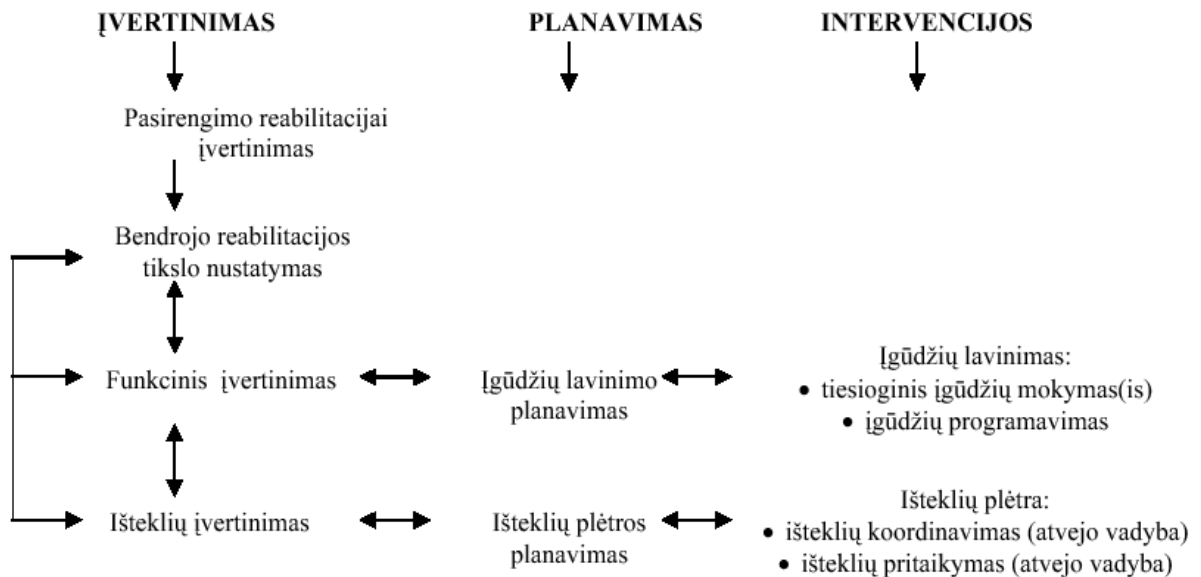 ĮVERTINIMAS
PLANAVIMAS
INTERVENCIJOS
Pasirengimo reabilitacijai
įvertinimas
Bendrojo reabilitacijos
tikslo nustatymas
Funkcinis įvertinimas
Įgūdžių lavinimo
planavimas
Įgūdžių lavinimas:
• tiesioginis įgūdžių mokymas(is)
• įgūdžių programavimas
Išteklių įvertinimas
Išteklių plėtros
planavimas
Išteklių plėtra:
• išteklių koordinavimas (atvejo vadyba)
• išteklių pritaikymas (atvejo vadyba)